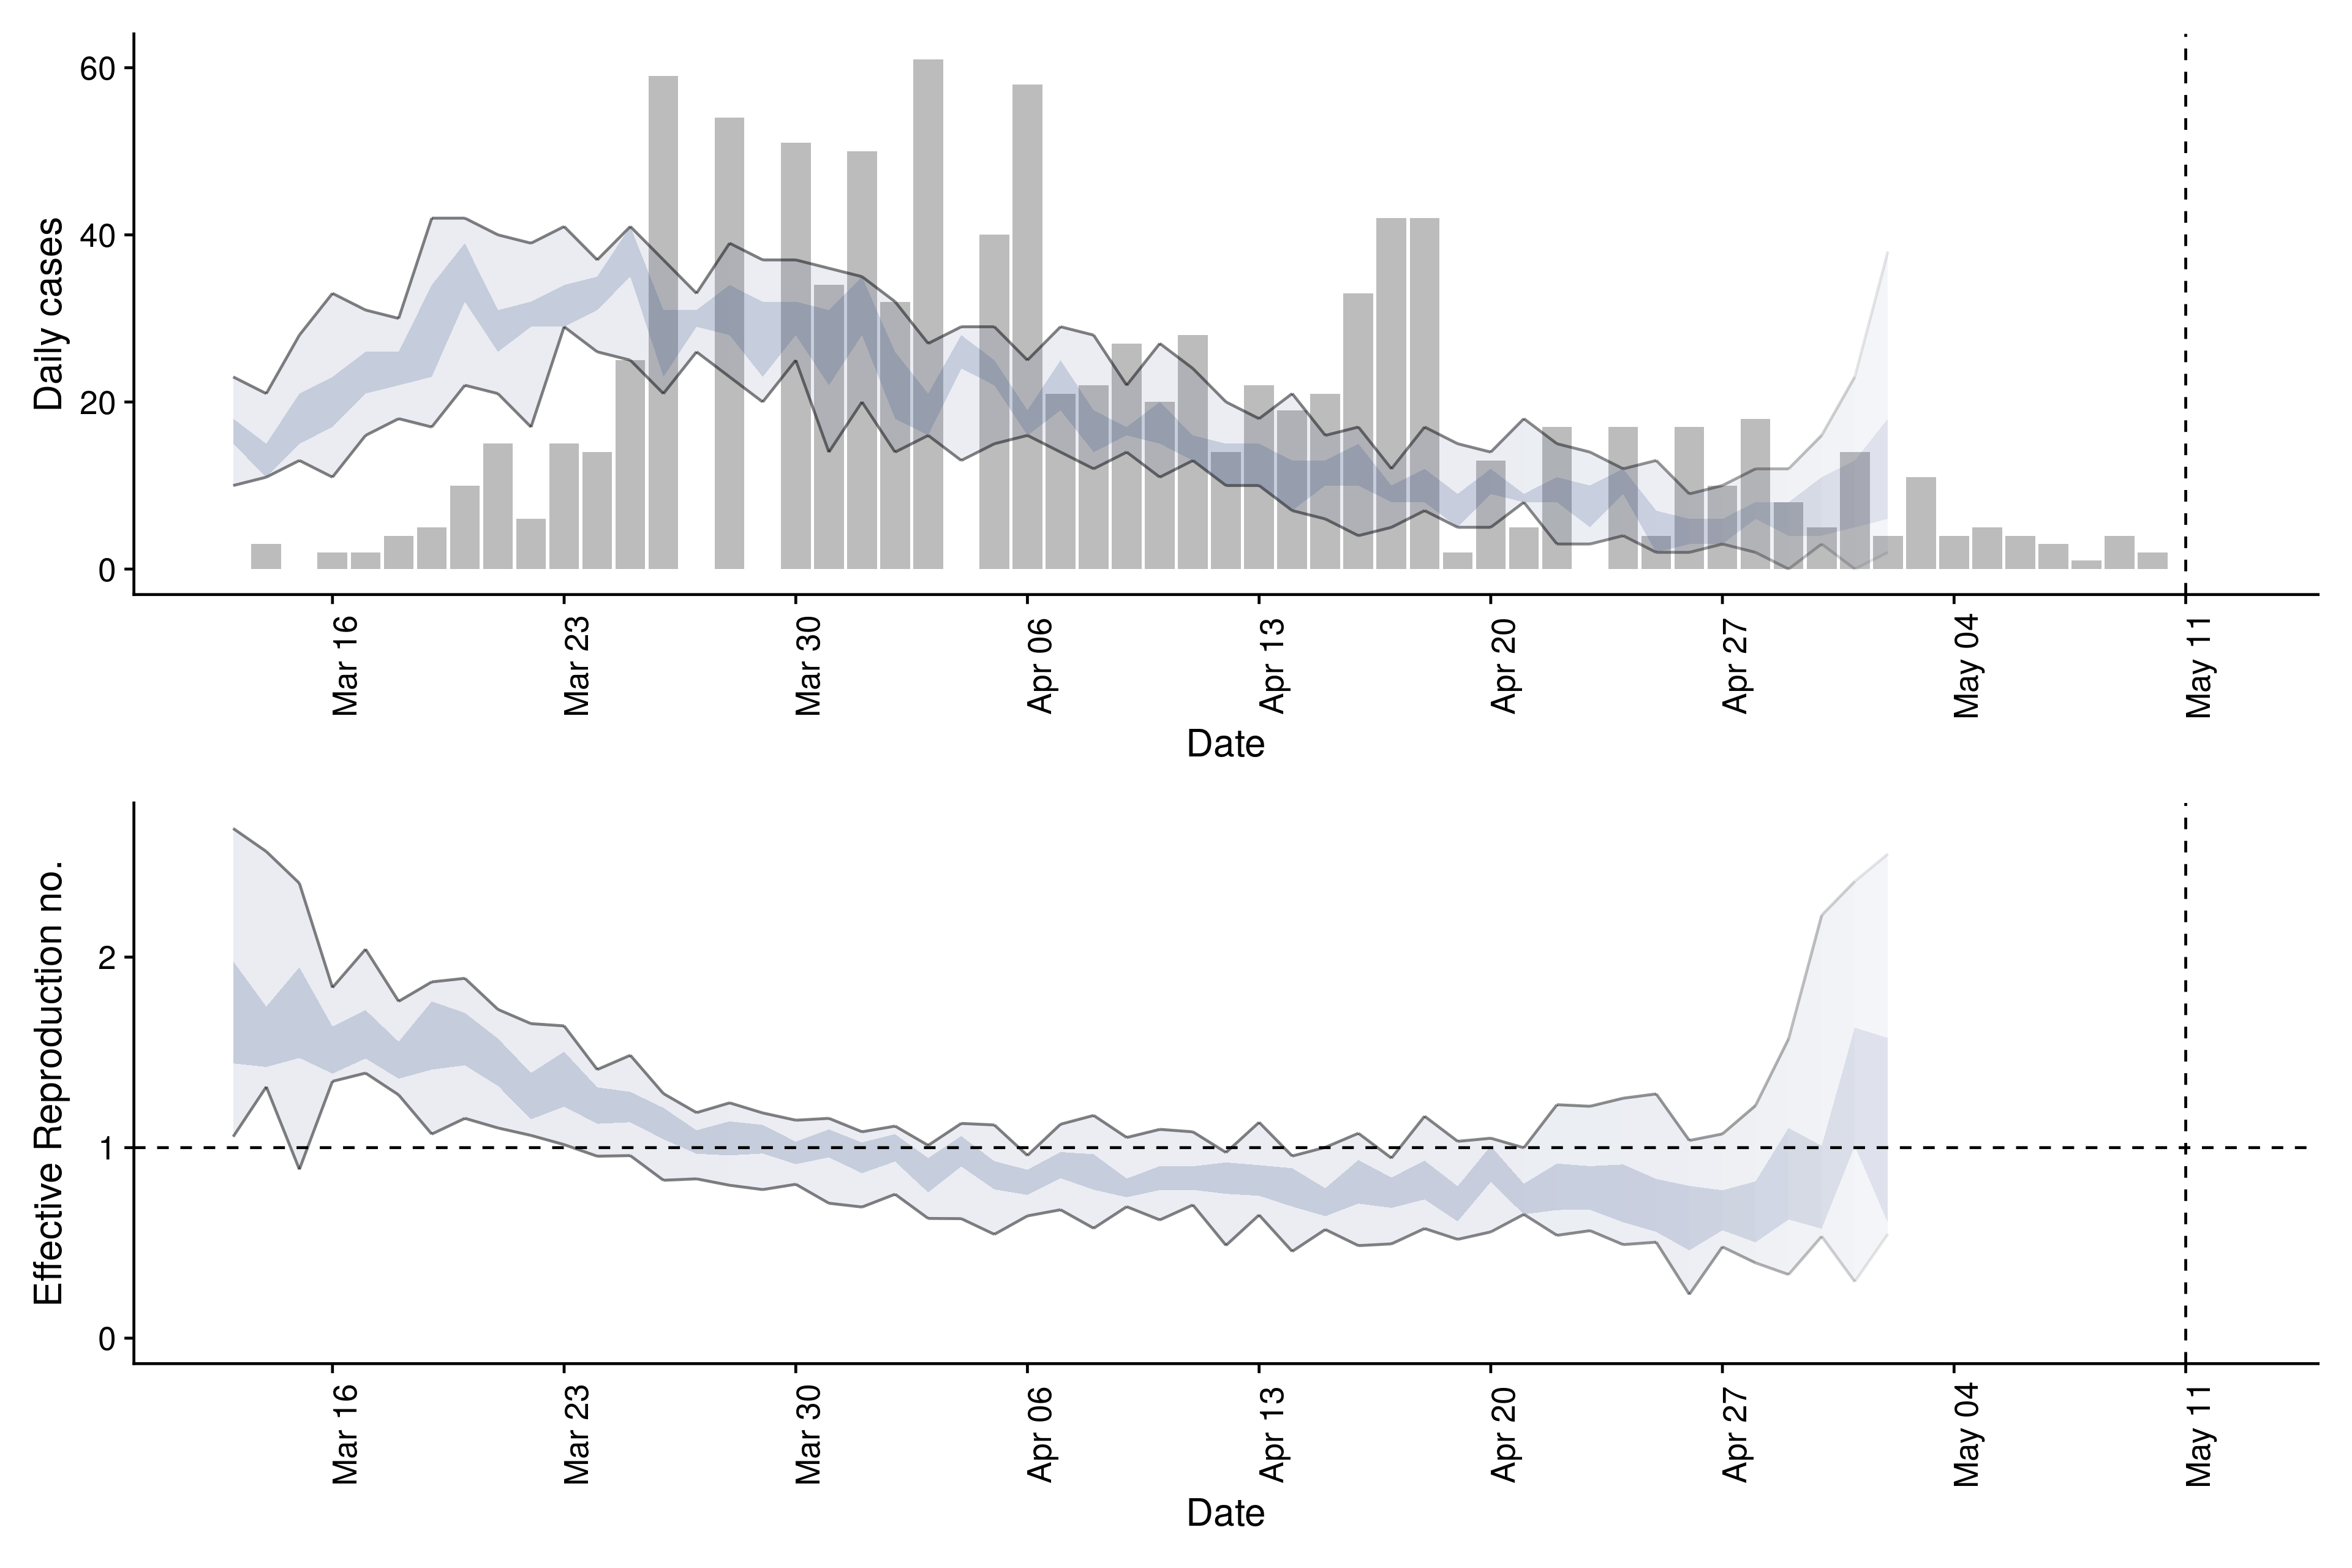 Daily cases
60
40
20
0
Mar 16
Mar 23
Mar 30
Apr 06
Apr 13
Apr 20
Apr 27
May 04
May 11
Date
Effective Reproduction no.
2
1
0
Mar 16
Mar 23
Mar 30
Apr 06
Apr 13
Apr 20
Apr 27
May 04
May 11
Date